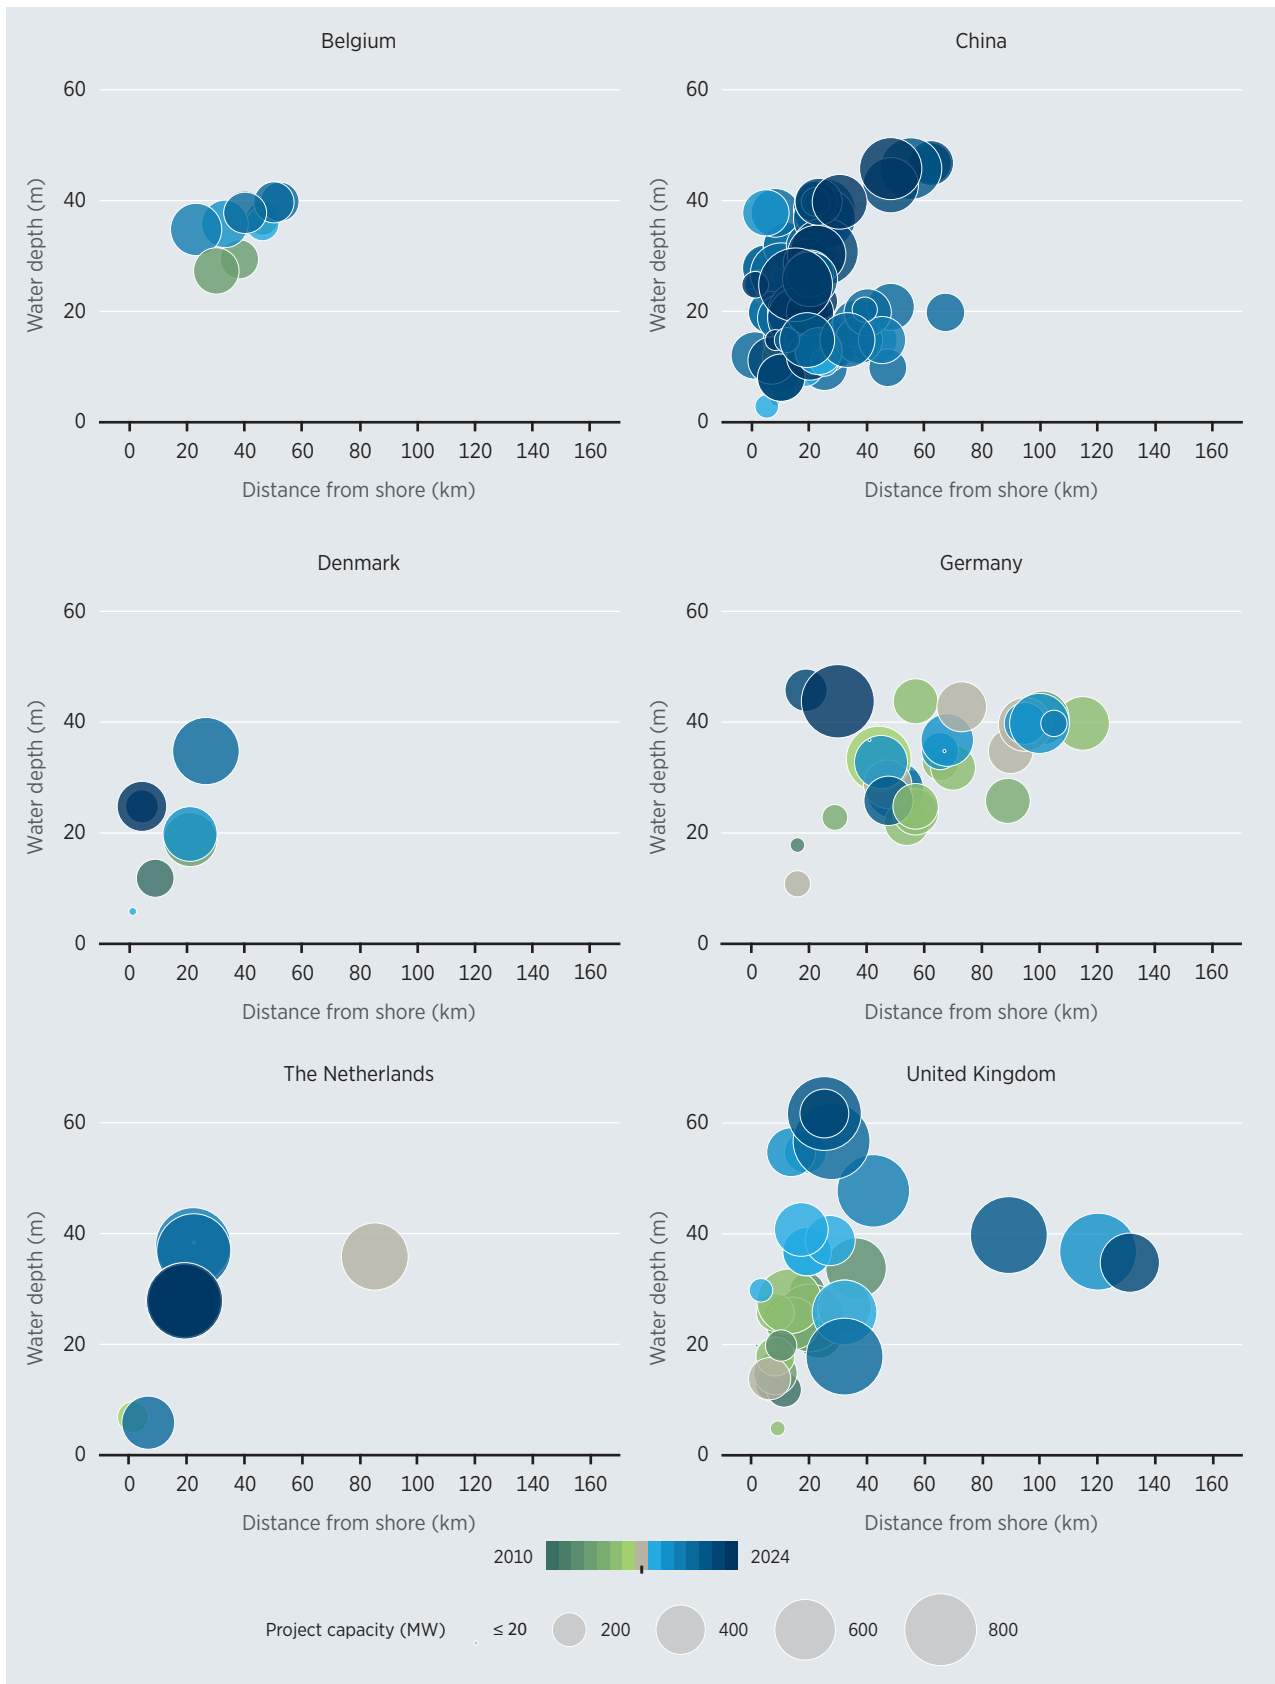 Belgium
China
60
40
20
0
Water depth (m)
0 20 40 60 80 100 120 140 160
Distance from shore (km)
60
40
20
0
Water depth (m)
0 20 40 60 80 100 120 140 160
Distance from shore (km)
Denmark
Germany
60
40
20
0
Water depth (m)
0 20 40 60 80 100 120 140 160
Distance from shore (km)
60
40
20
0
Water depth (m)
0 20 40 60 80 100 120 140 160
Distance from shore (km)
The Netherlands
United Kingdom
60
40
20
0
Water depth (m)
0 20 40 60 80 100 120 140 160
Distance from shore (km)
60
40
20
0
Water depth (m)
0 20 40 60 80 100 120 140 160
Distance from shore (km)
2010 2024
Project capacity (MW) ≤ 20 200 400 600 800